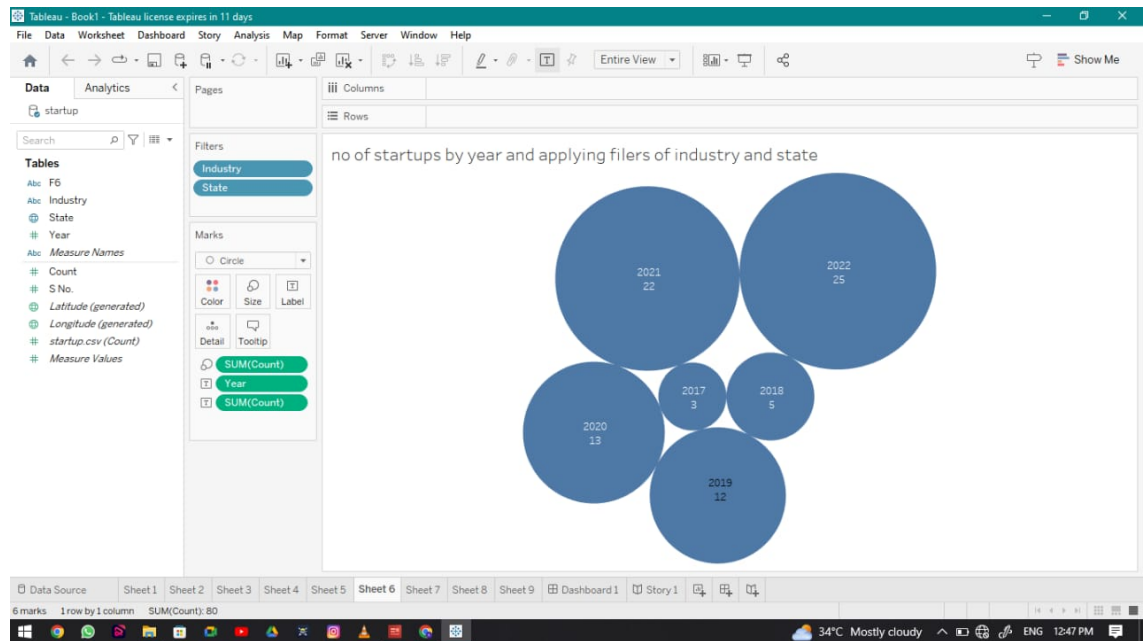 Tableau - Book1 - Tableau license expires in 11 days
File Data Worksheet Dashboard Story Analysis Map Format Server Window Help
Entire View
Show Me
Data Analytics
startup
Search
Tables
Abc F6
Abc Industry
State
# Year
Abc Measure Names
# Count
# S No.
Latitude (generated)
Longitude (generated)
# startup.csv (Count)
# Measure Values
Pages
Filters
Industry
State
Marks
Circle
Color Size Label
Detail Tooltip
SUM(Count)
Year
SUM(Count)
iii Columns
Rows
no of startups by year and applying filers of industry and state
2021
22
2022
25
2017
3
2018
5
2020
13
2019
12
Data Source Sheet 1 Sheet 2 Sheet 3 Sheet 4 Sheet 5 Sheet 6 Sheet 7 Sheet 8 Sheet 9 Dashboard 1 Story 1
6 marks 1 row by 1 column SUM(Count): 80
34°C Mostly cloudy ENG 12:47 PM